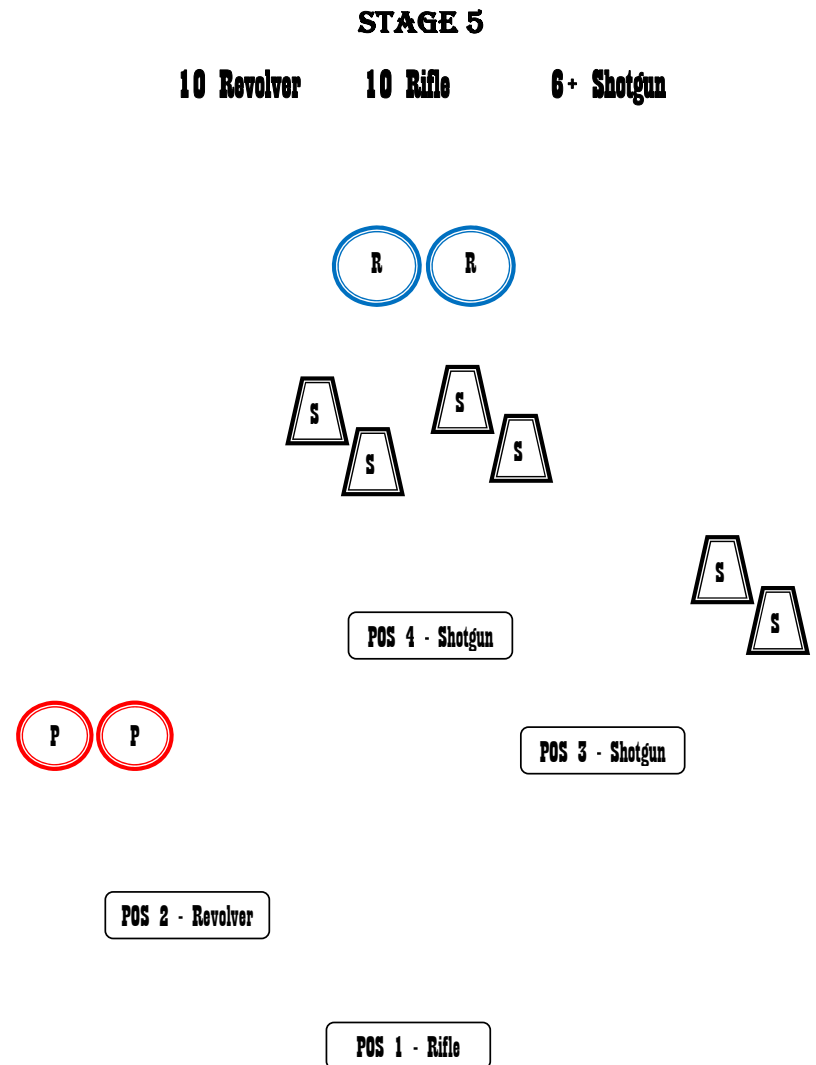 STAGE 5
10 Revolver 10 Rifle 6+ Shotgun
R R
S
S
S
S
S
S
POS 4 - Shotgun
P P
POS 3 - Shotgun
POS 2 - Revolver
POS 1 - Rifle